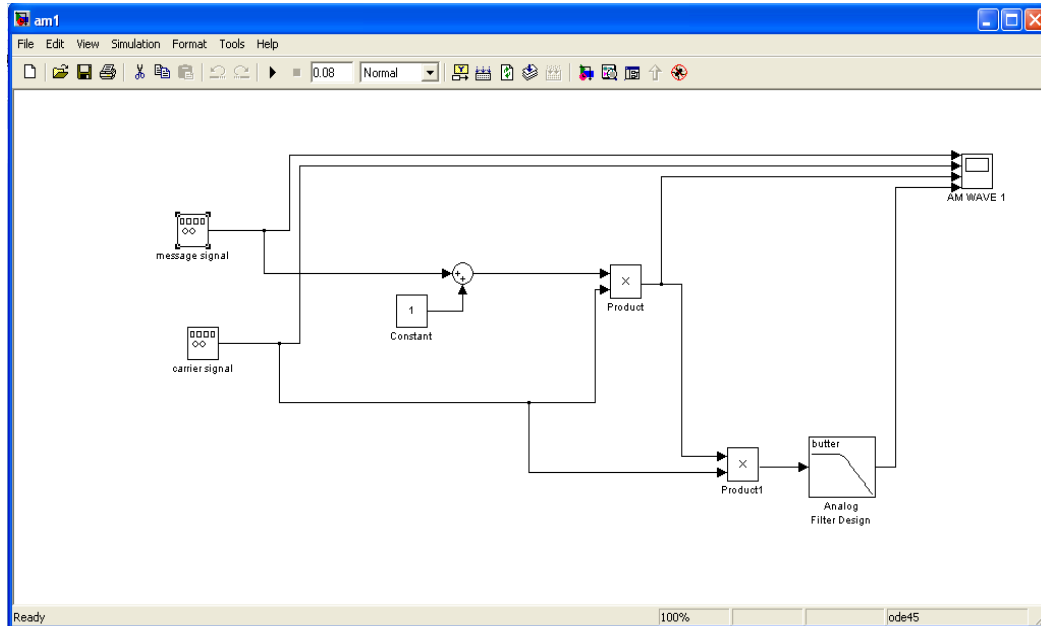 am1
File Edit View Simulation Format Tools Help
0.08 Normal
AM WAVE 1
message signal
×
Product
1
Constant
carrier signal
butter
×
Product1
Analog
Filter Design
Ready 100% ode45